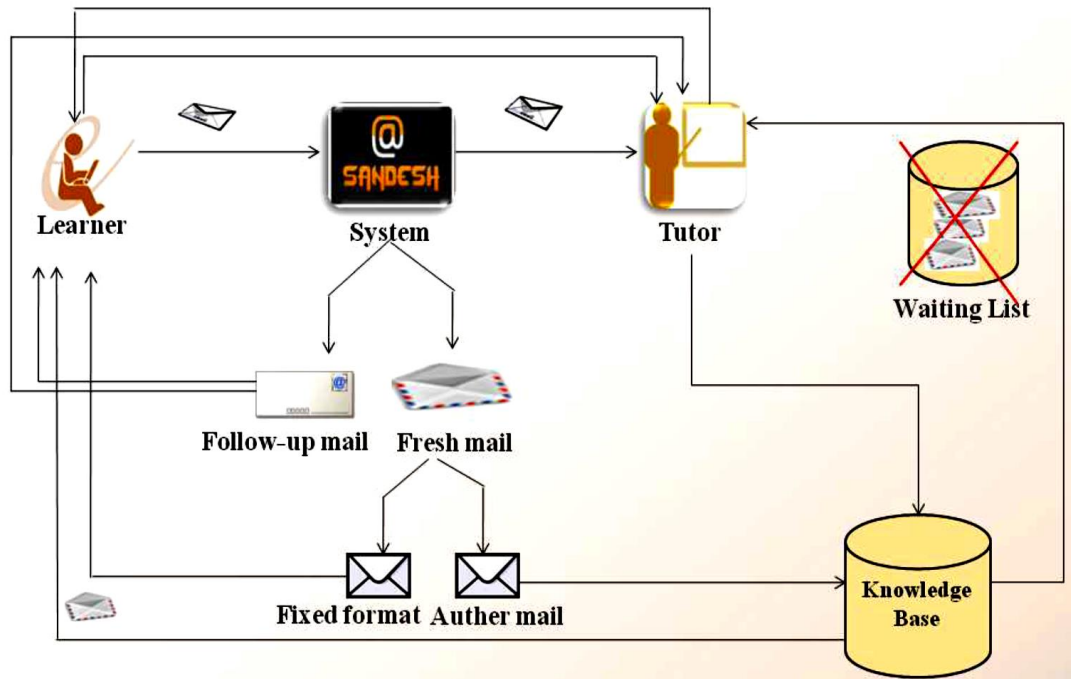 @
SANDESH
Learner
System
Tutor
Waiting List
@
Follow-up mail
Fresh mail
Fixed format
Auther mail
Knowledge
Base